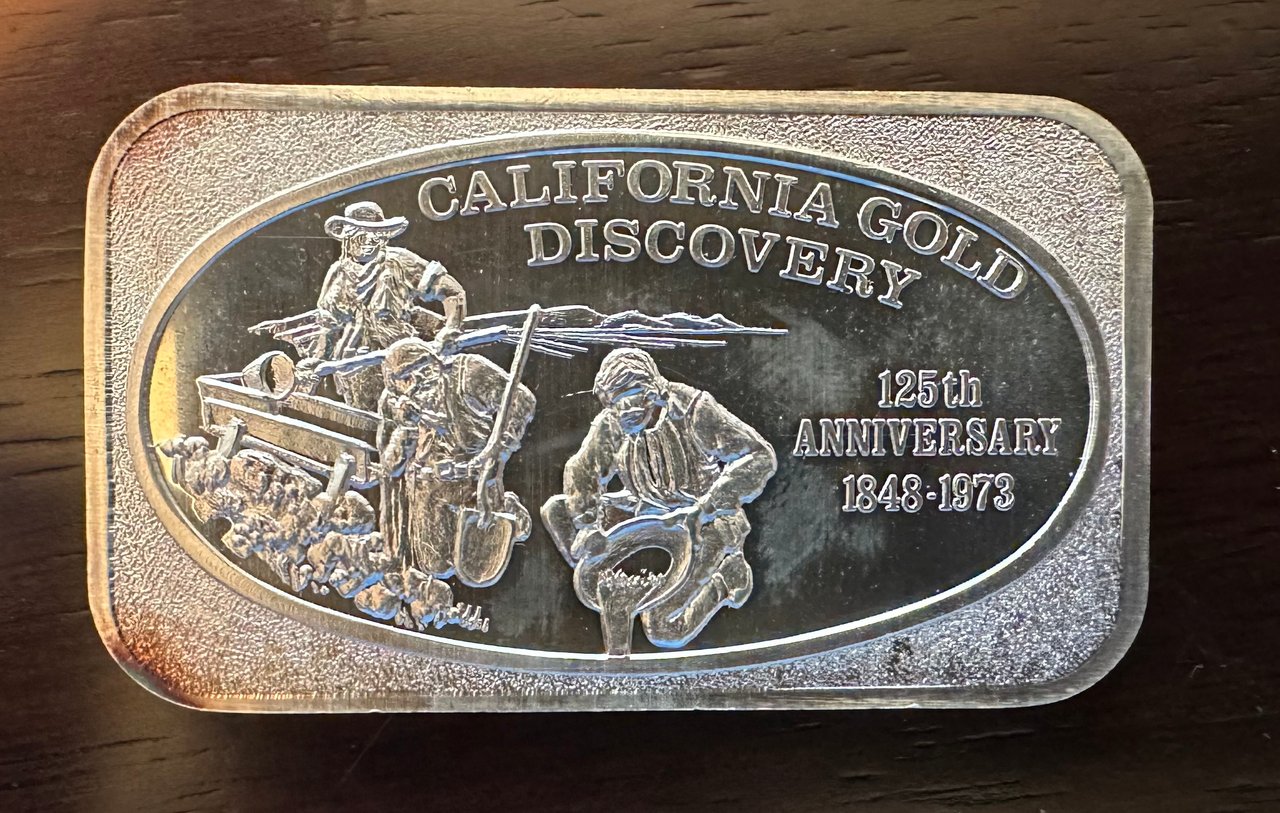 CALIFORNIA GOLD
DISCOVERY
125th
ANNIVERSARY
1848-1973